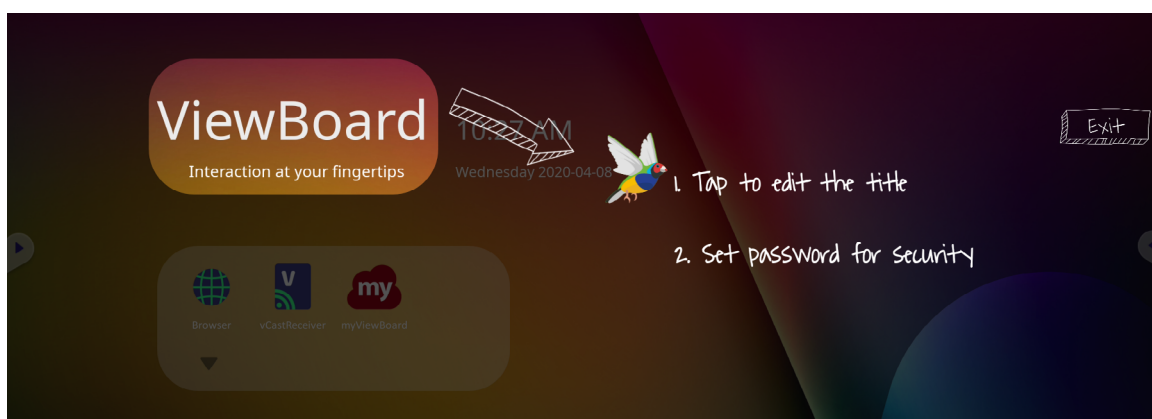 ViewBoard
Interaction at your fingertips
10:27 AM
Wednesday 2020-04-08
Exit
1. Tap to edit the title
2. Set password for security
V
my
Browser
vCastReceiver
myViewBoard